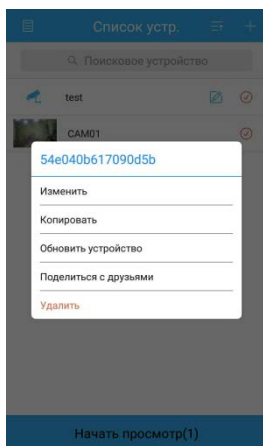 Список устр.
Поисковое устройство
test
CAM01
54e040b617090d5b
Изменить
Копировать
Обновить устройство
Поделиться с друзьями
Удалить
Начать просмотр(1)